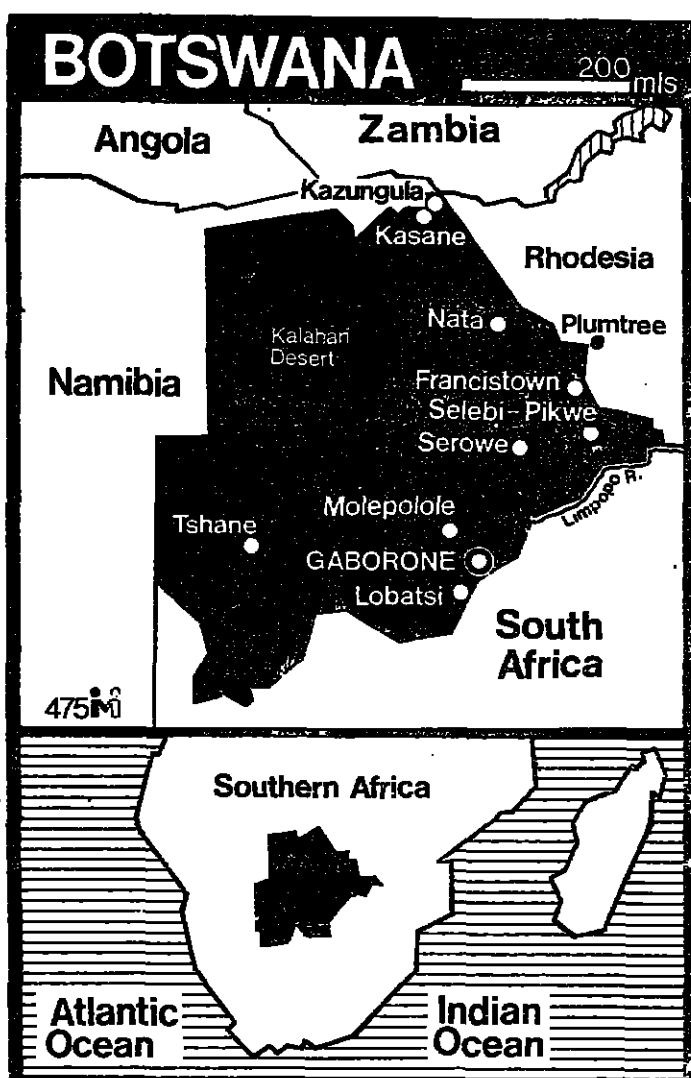 BOTSWANA
200 mls
Angola
Zambia
Kazungula
Kasane
Rhodesia
Nata
Plumtree
Kalahari
Desert
Namibia
Francistown
Selebi-Pikwe
Serowe
Limpopo R.
Molepolole
Tshane
GABORONE
Lobatsi
South
Africa
475
Southern Africa
Atlantic
Ocean
Indian
Ocean